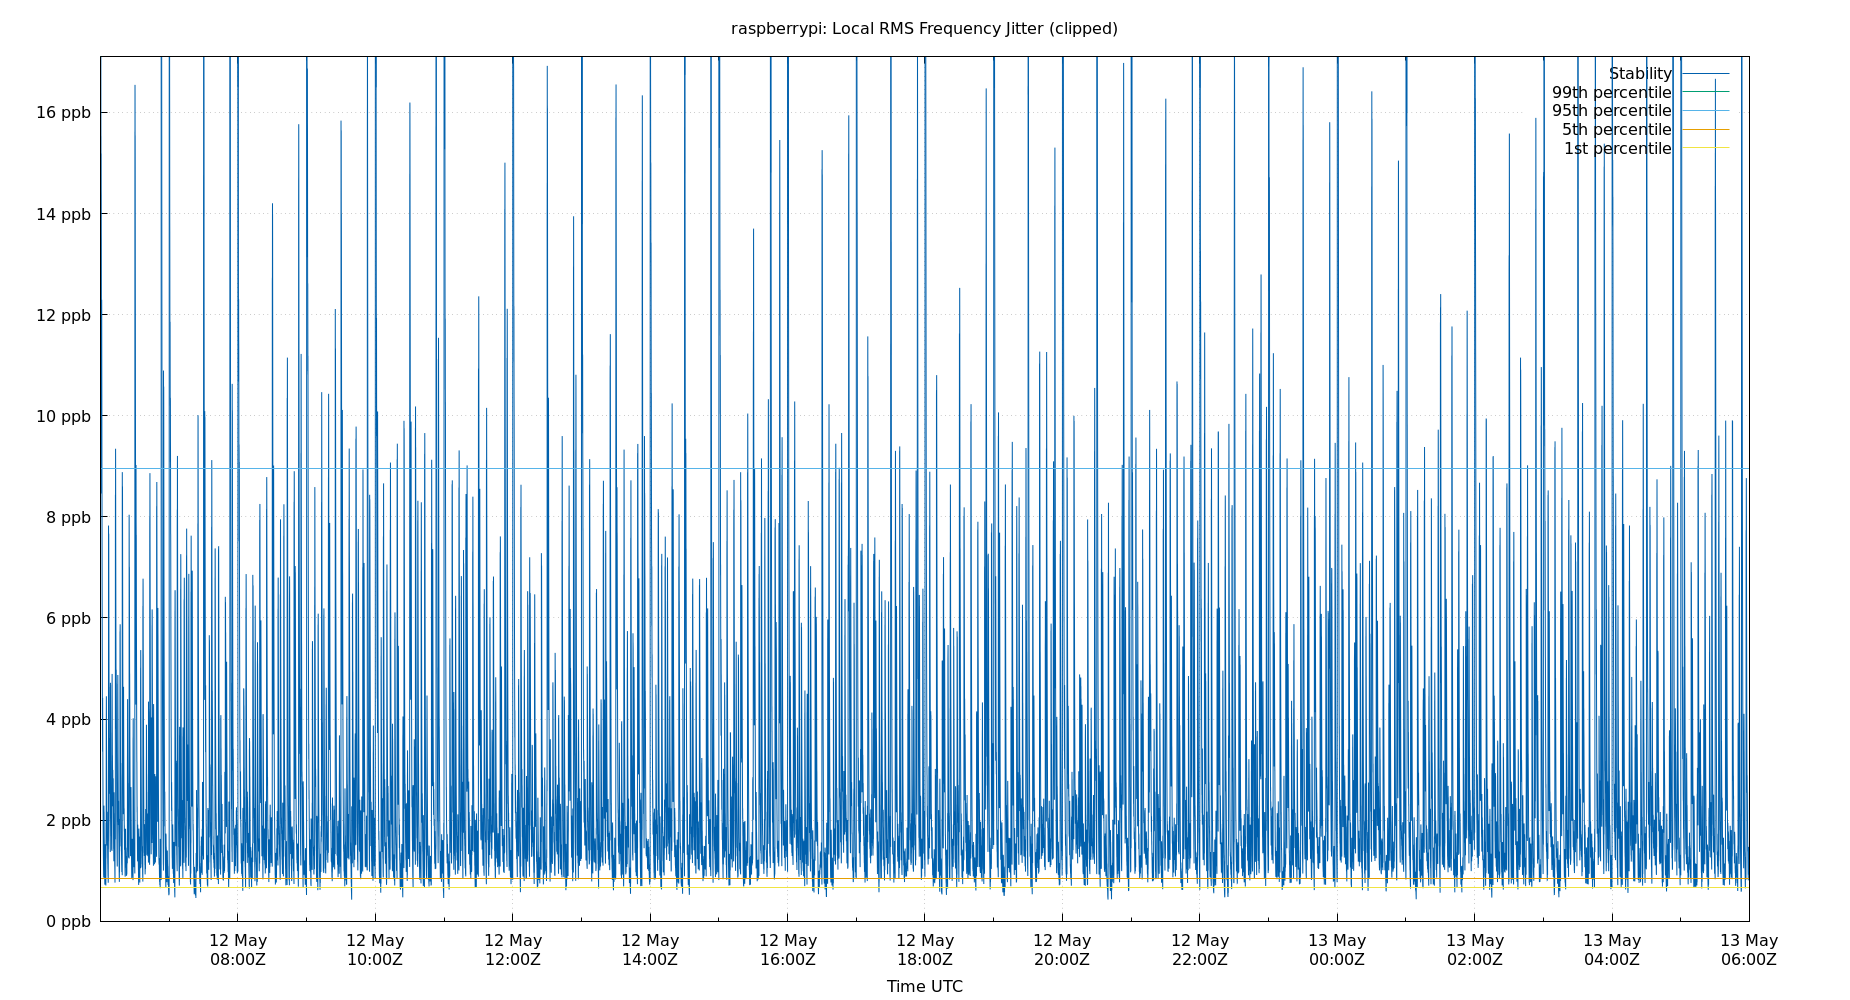 raspberrypi: Local RMS Frequency Jitter (clipped)
Stability
99th percentile
95th percentile
5th percentile
1st percentile
16 ppb
14 ppb
12 ppb
10 ppb
8 ppb
6 ppb
4 ppb
2 ppb
0 ppb
12 May 12 May 12 May 12 May 12 May 12 May 12 May 12 May 13 May 13 May 13 May 13 May
08:00Z 10:00Z 12:00Z 14:00Z 16:00Z 18:00Z 20:00Z 22:00Z 00:00Z 02:00Z 04:00Z 06:00Z
Time UTC